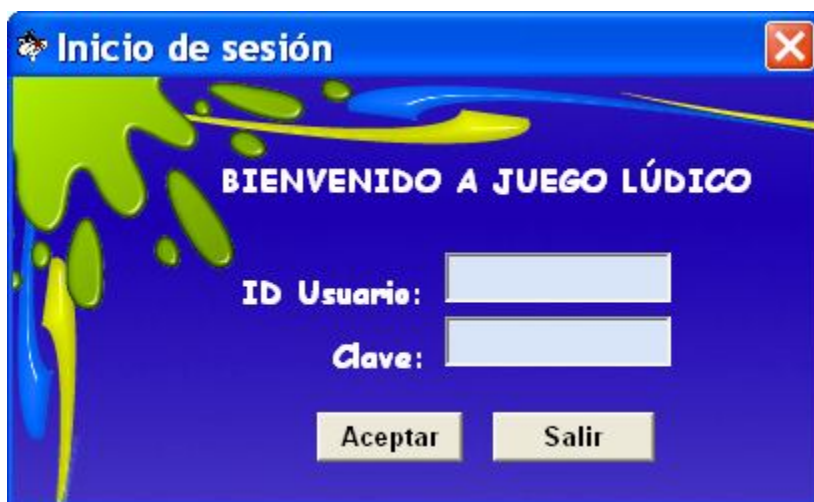 Inicio de sesión
BIENVENIDO A JUEGO LÚDICO
ID Usuario:
Clave:
Aceptar Salir